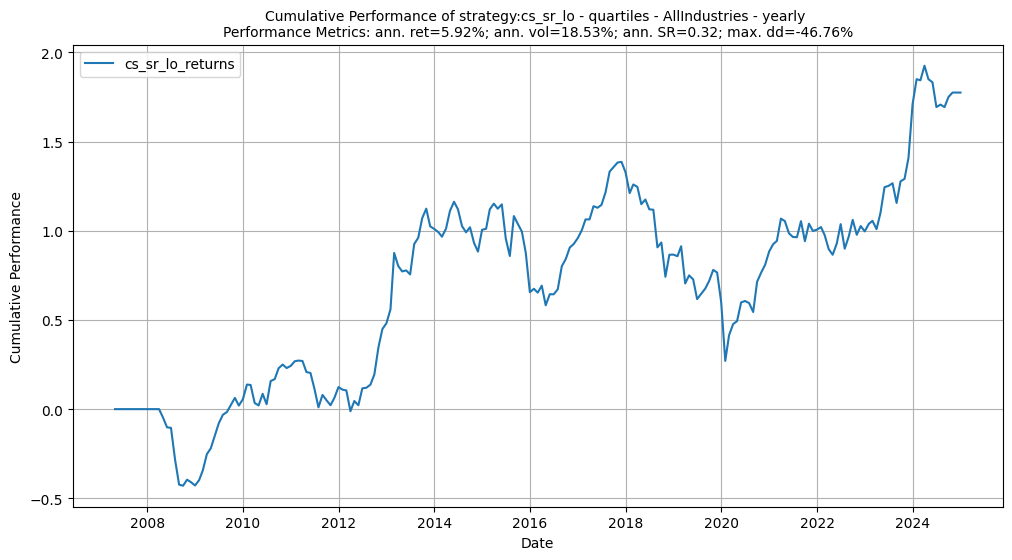 Cumulative Performance of strategy:cs_sr_lo - quartiles - AllIndustries - yearly
Performance Metrics: ann. ret=5.92%; ann. vol=18.53%; ann. SR=0.32; max. dd=-46.76%
cs_sr_lo_returns
Cumulative Performance
2.0
1.5
1.0
0.5
0.0
−0.5
2008 2010 2012 2014 2016 2018 2020 2022 2024
Date